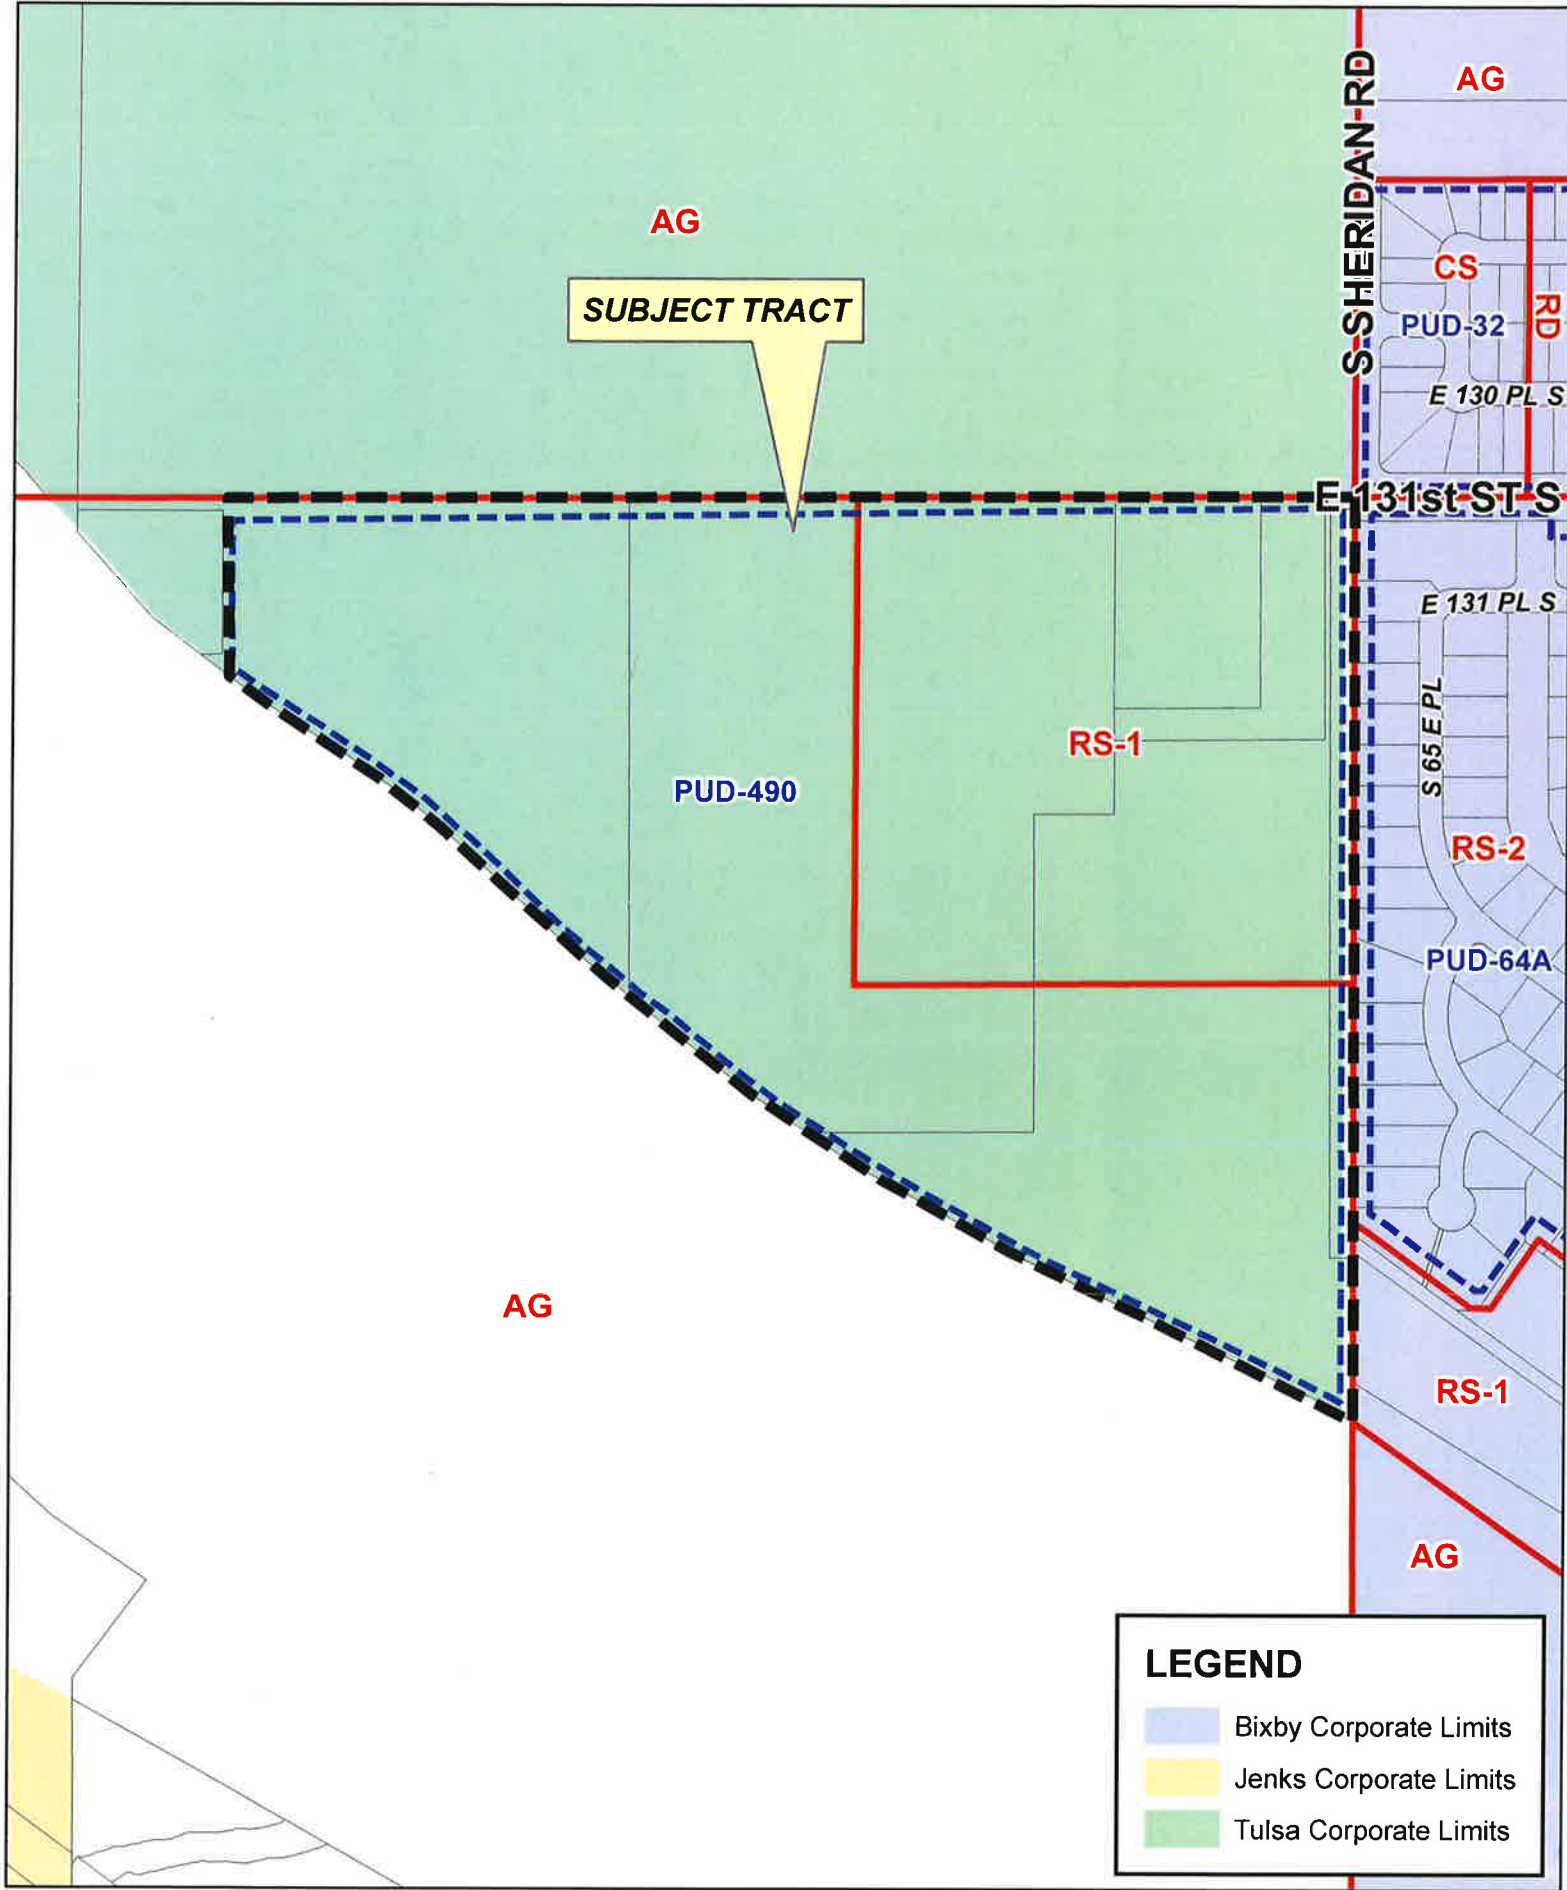 AG
S SHERIDAN RD
AG
CS
SUBJECT TRACT
RD
PUD-32
E 130 PL S
E 131st ST S
E 131 PL S
S 65 E PL
RS-1
PUD-490
RS-2
PUD-64A
AG
RS-1
AG
LEGEND
Bixby Corporate Limits
Jenks Corporate Limits
Tulsa Corporate Limits